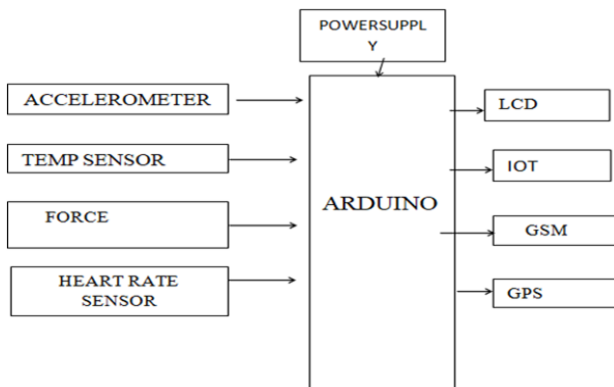 POWERSUPPL
Y
ACCELEROMETER
LCD
TEMP SENSOR
IOT
ARDUINO
FORCE
GSM
HEART RATE
SENSOR
GPS